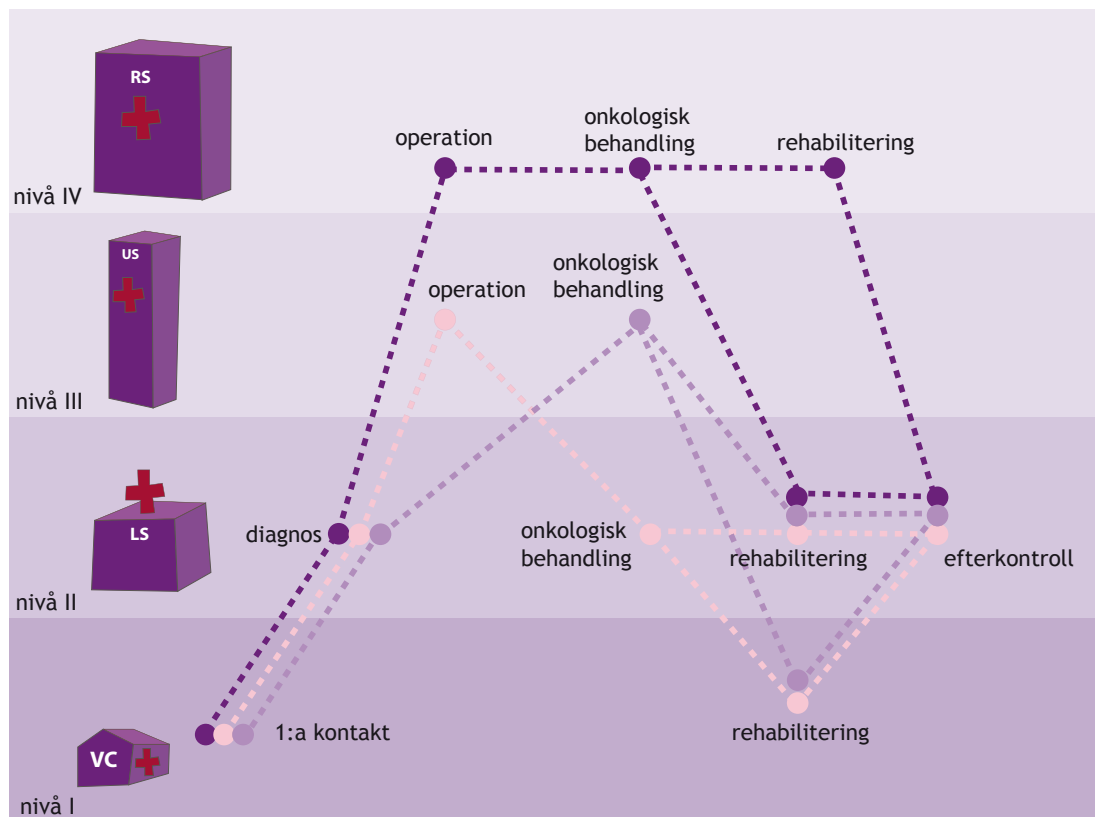 RS
operation
onkologisk
behandling
rehabilitering
nivå IV
US
operation
onkologisk
behandling
nivå III
LS
diagnos
onkologisk
behandling
rehabilitering
efterkontroll
nivå II
VC
1:a kontakt
rehabilitering
nivå I